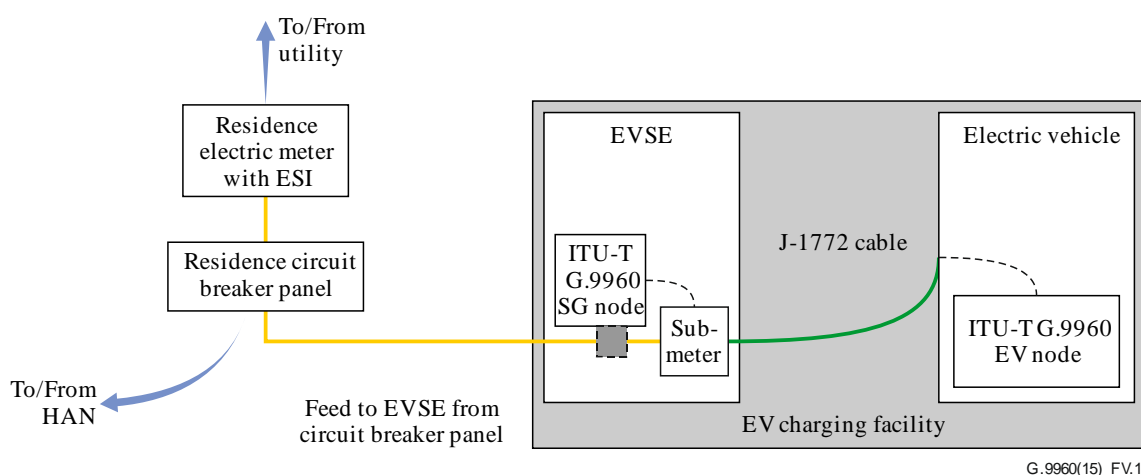 To/From
utility
Residence
electric meter
with ESI
Residence circuit
breaker panel
To/From
HAN
Feed to EVSE from
circuit breaker panel
EVSE
ITU-T
G.9960
SG node
Sub-
meter
J-1772 cable
Electric vehicle
ITU-T G.9960
EV node
EV charging facility
G.9960(15)_FV.1